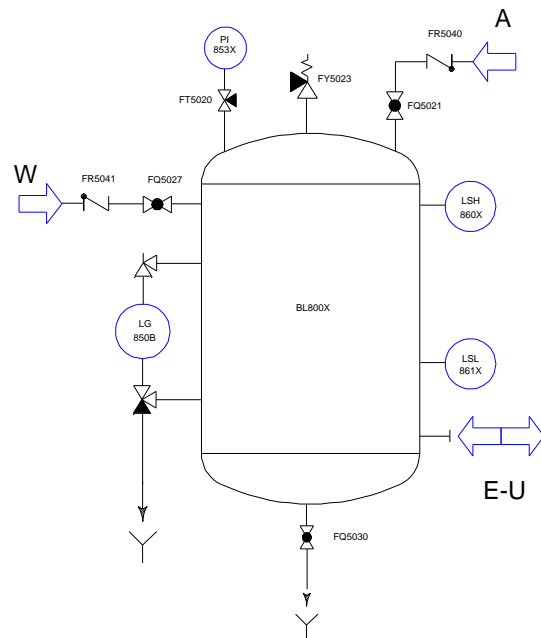 A
PI
853X
FR5040
FT5020
FY5023
FQ5021
W
FR5041
FQ5027
LSH
860X
BL800X
LG
850B
LSL
861X
E-U
FQ5030